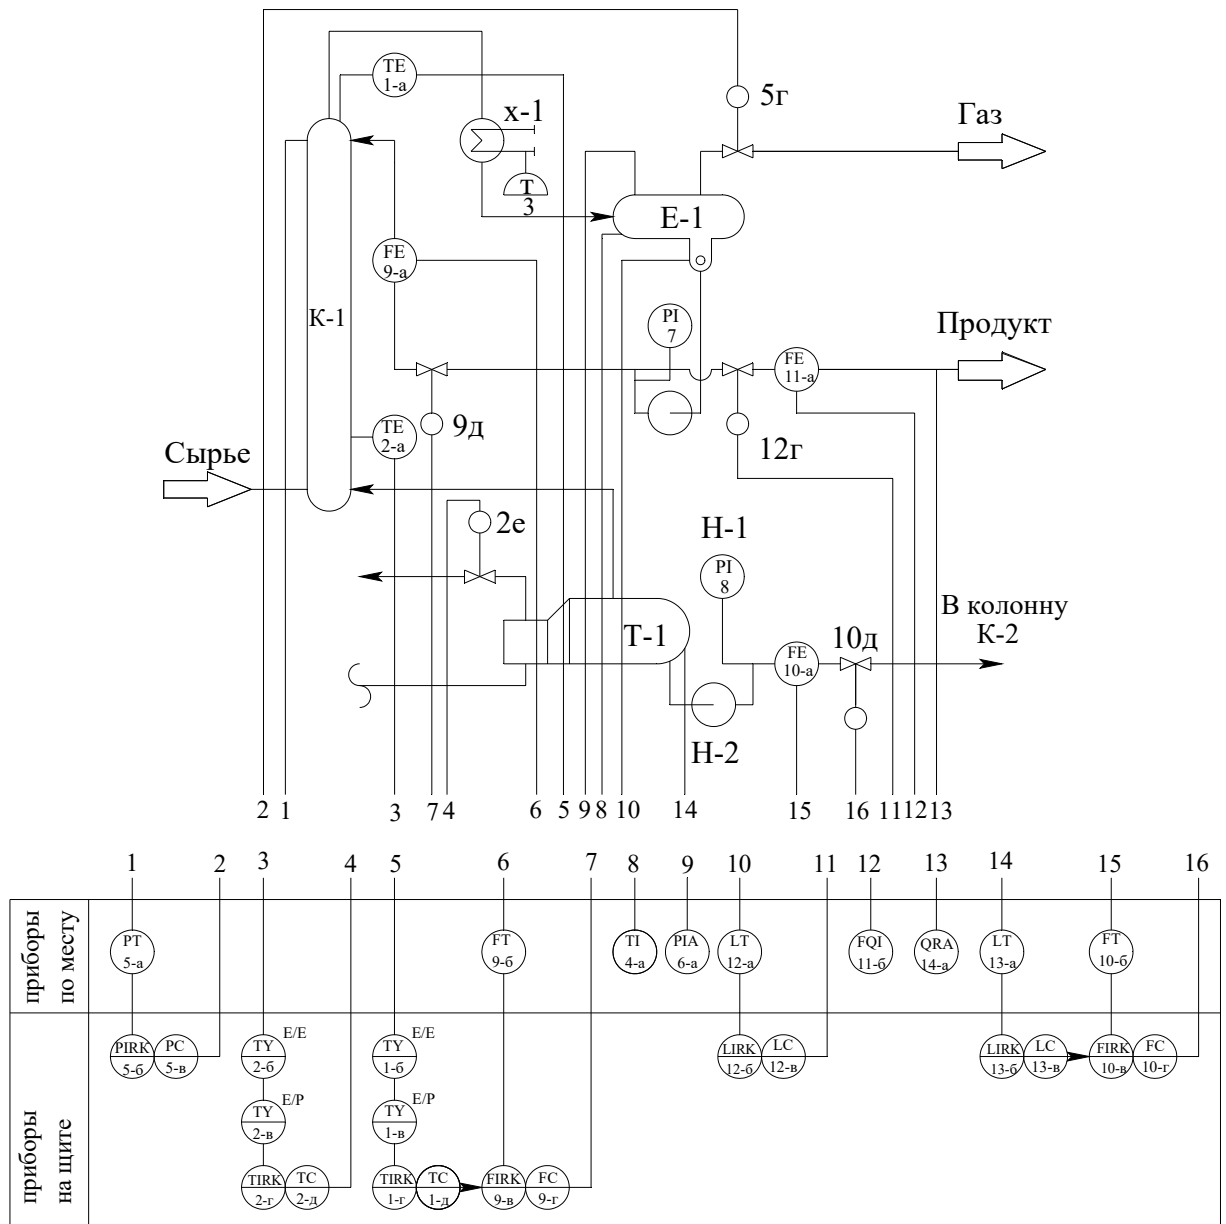 TE
1-а
х-1
5г
Газ
T
3
E-1
FE
9-а
К-1
PI
7
Продукт
FE
11-а
TE
2-а
9д
12г
Сырье
2е
Н-1
PI
8
В колонну
К-2
Т-1
10д
FE
10-а
Н-2
2 1 3 7 4 6 5 9 8 10 14 15 16 11 12 13
1 2 3 4 5 6 7 8 9 10 11 12 13 14 15 16
приборы
по месту
PT
5-а
FT
9-б
TI
4-а
PIA
6-а
LT
12-а
FQI
11-б
QRA
14-а
LT
13-а
FT
10-б
приборы
на щите
PIRK
5-б
PC
5-в
TY
2-б
E/E
TY
1-б
E/E
LIRK
12-б
LC
12-в
LIRK
13-б
LC
13-в
FIRK
10-в
FC
10-г
TY
2-в
E/P
TY
1-в
E/P
TIRK
2-г
TC
2-д
TIRK
1-г
TC
1-д
FIRK
9-в
FC
9-г